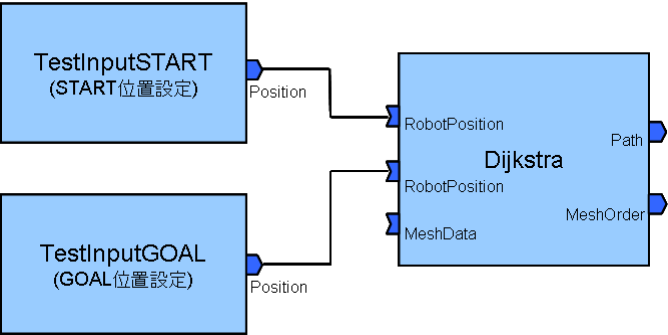 TestInputSTART
(START位置設定)
Position
RobotPosition
Path
Dijkstra
RobotPosition
MeshOrder
MeshData
TestInputGOAL
(GOAL位置設定)
Position